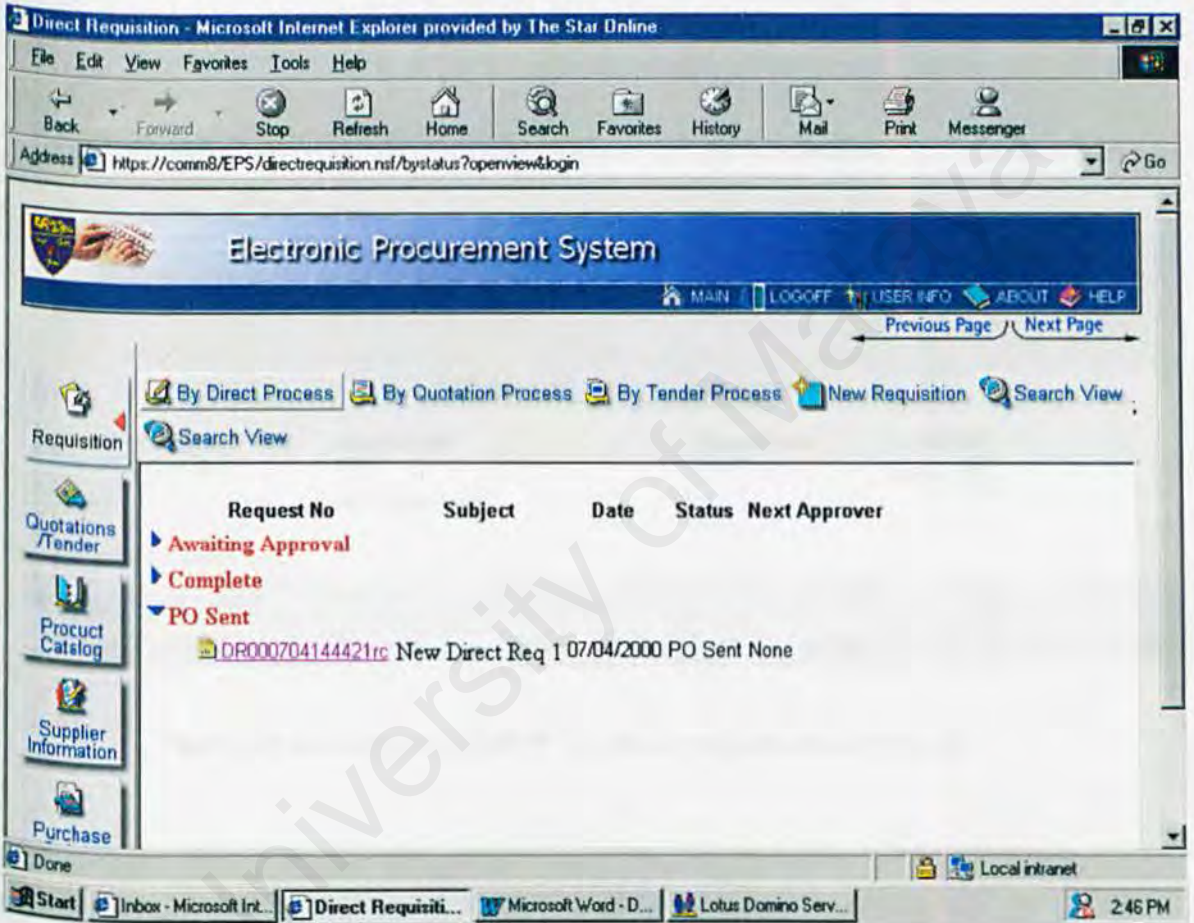 Direct Requisition - Microsoft Internet Explorer provided by The Star Online
File Edit View Favorites Tools Help
Back Forward Stop Refresh Home Search Favorites History Mail Print Messenger
Address https://comm8/EPS/directrequisition.nsf/bystatus?openview&login Go
Electronic Procurement System
MAIN LOGOFF USER INFO ABOUT HELP
Previous Page Next Page
By Direct Process By Quotation Process By Tender Process New Requisition Search View
Search View
Requisition
Quotations
/Tender
Procuct
Catslog
Supplier
Information
Purchase
Request No Subject Date Status Next Approver
Awaiting Approval
Complete
PO Sent
DR000704144421rc New Direct Req 1 07/04/2000 PO Sent None
Done Local intranet
Start Inbox - Microsoft Int... Direct Requisiti... Microsoft Word - D... Lotus Domino Serv... 2:46 PM
University of Malaya